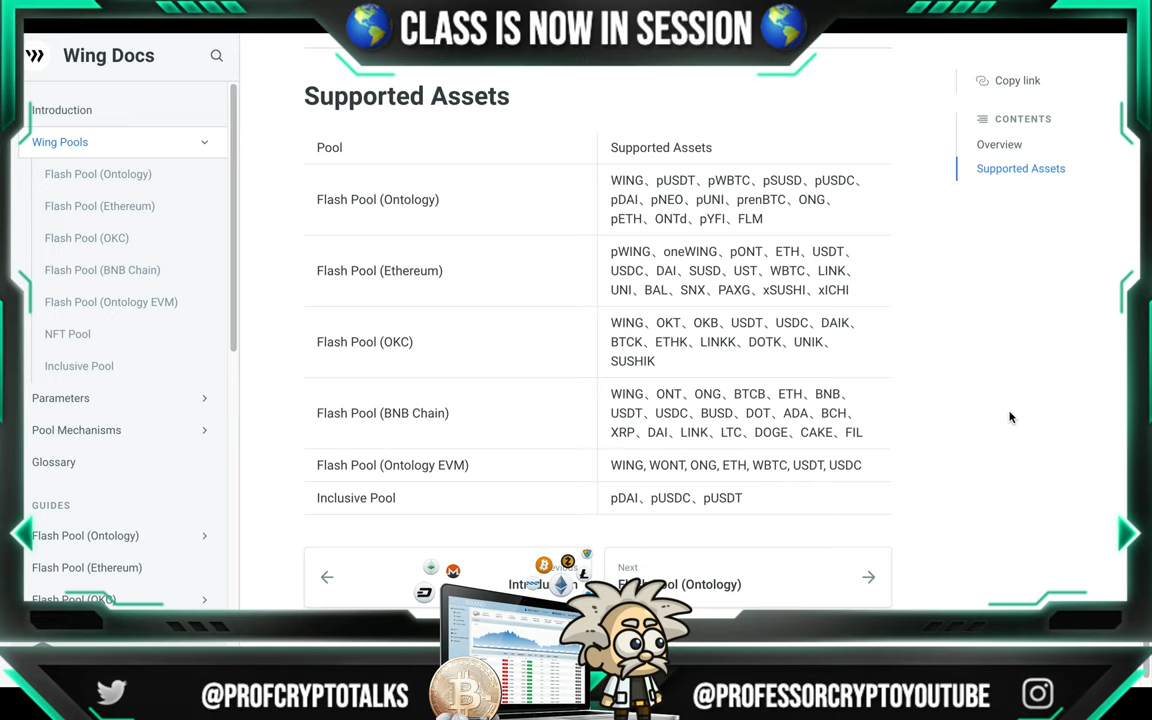 CLASS IS NOW IN SESSION
Wing Docs
Introduction
Wing Pools
Flash Pool (Ontology)
Flash Pool (Ethereum)
Flash Pool (OKC)
Flash Pool (BNB Chain)
Flash Pool (Ontology EVM)
NFT Pool
Inclusive Pool
Parameters
Pool Mechanisms
Glossary
GUIDES
Flash Pool (Ontology)
Flash Pool (Ethereum)
Flash Pool (OKC)
Supported Assets
Pool
Supported Assets
Flash Pool (Ontology)
WING、pUSDT、pWBTC、pSUSD、pUSDC、
pDAI、pNEO、pUNI、prenBTC、ONG、
pETH、ONTd、pYFI、FLM
Flash Pool (Ethereum)
pWING、oneWING、pONT、ETH、USDT、
USDC、DAI、SUSD、UST、WBTC、LINK、
UNI、BAL、SNX、PAXG、xSUSHI、xICHI
Flash Pool (OKC)
WING、OKT、OKB、USDT、USDC、DAIK、
BTCK、ETHK、LINKK、DOTK、UNIK、
SUSHIK
Flash Pool (BNB Chain)
WING、ONT、ONG、BTCB、ETH、BNB、
USDT、USDC、BUSD、DOT、ADA、BCH、
XRP、DAI、LINK、LTC、DOGE、CAKE、FIL
Flash Pool (Ontology EVM)
WING, WONT, ONG, ETH, WBTC, USDT, USDC
Inclusive Pool
pDAI、pUSDC、pUSDT
Next
(Ontology)
Copy link
CONTENTS
Overview
Supported Assets
@PROFCRYPTOTALKS
@PROFESSORCRYPTOYOUTUBE